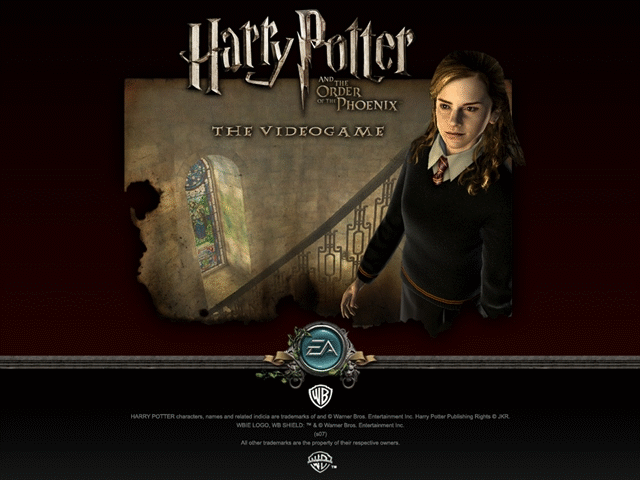 Harry Potter
AND THE
ORDER
OF THE PHOENIX
THE VIDEOGAME
EA
WB
HARRY POTTER characters, names and related indicia are trademarks of and © Warner Bros. Entertainment Inc. Harry Potter Publishing Rights © JKR.
WBIE LOGO, WB SHIELD: ™ & © Warner Bros. Entertainment Inc.
(s07)
All other trademarks are the property of their respective owners.
WB ™